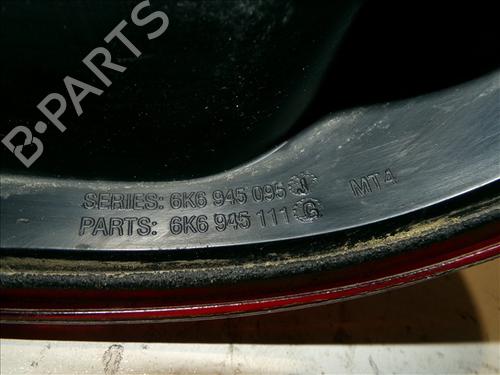 B-PARTS
SERIES: 6K6 945 095 J MT4
PARTS: 6K6 945 111 G